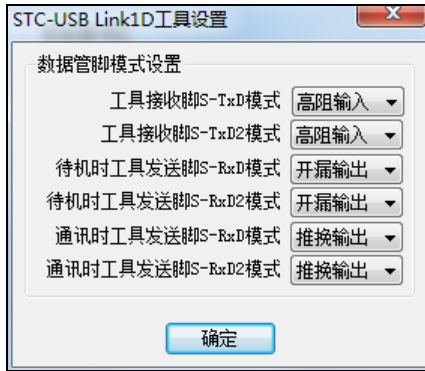 STC-USB Link1D工具设置
数据管脚模式设置
工具接收脚S-TxD模式 高阻输入
工具接收脚S-TxD2模式 高阻输入
待机时工具发送脚S-RxD模式 开漏输出
待机时工具发送脚S-RxD2模式 开漏输出
通讯时工具发送脚S-RxD模式 推挽输出
通讯时工具发送脚S-RxD2模式 推挽输出
确定